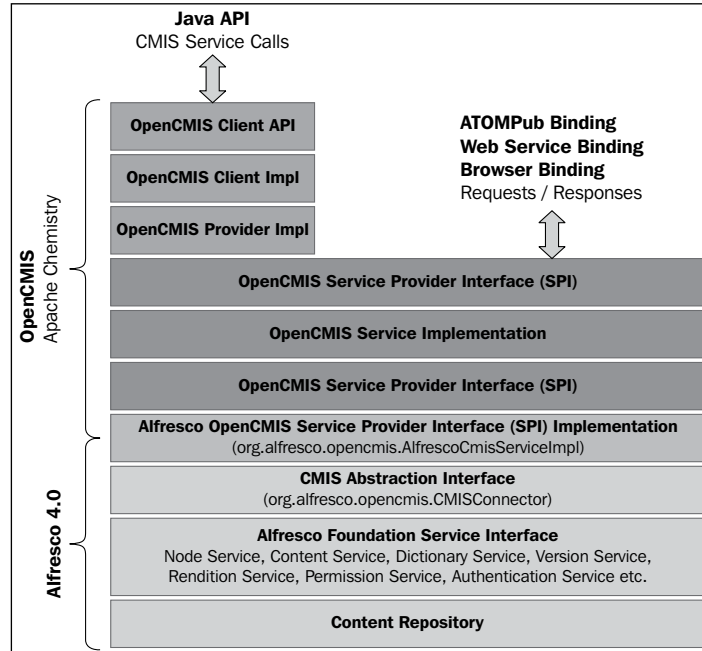 Java API
CMIS Service Calls
OpenCMIS Client API
ATOMPub Binding
Web Service Binding
Browser Binding
Requests / Responses
OpenCMIS Client Impl
OpenCMIS Provider Impl
OpenCMIS
Apache Chemistry
OpenCMIS Service Provider Interface (SPI)
OpenCMIS Service Implementation
OpenCMIS Service Provider Interface (SPI)
Alfresco OpenCMIS Service Provider Interface (SPI) Implementation
(org.alfresco.opencmis.AlfrescoCmisServiceImpl)
Alfresco 4.0
CMIS Abstraction Interface
(org.alfresco.opencmis.CMISConnector)
Alfresco Foundation Service Interface
Node Service, Content Service, Dictionary Service, Version Service,
Rendition Service, Permission Service, Authentication Service etc.
Content Repository